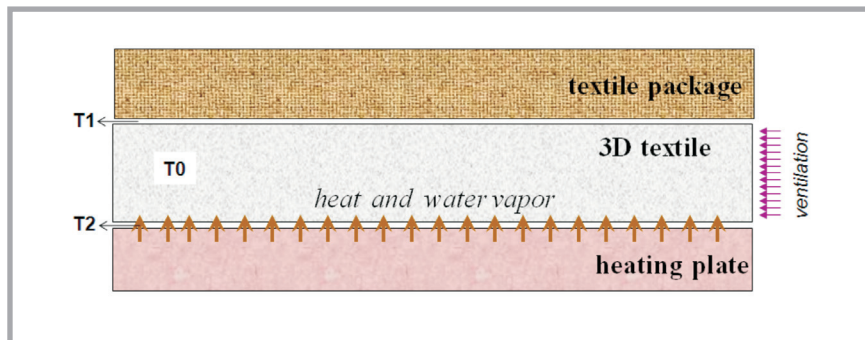 textile package
T1
3D textile
T0
ventilation
heat and water vapor
T2
heating plate